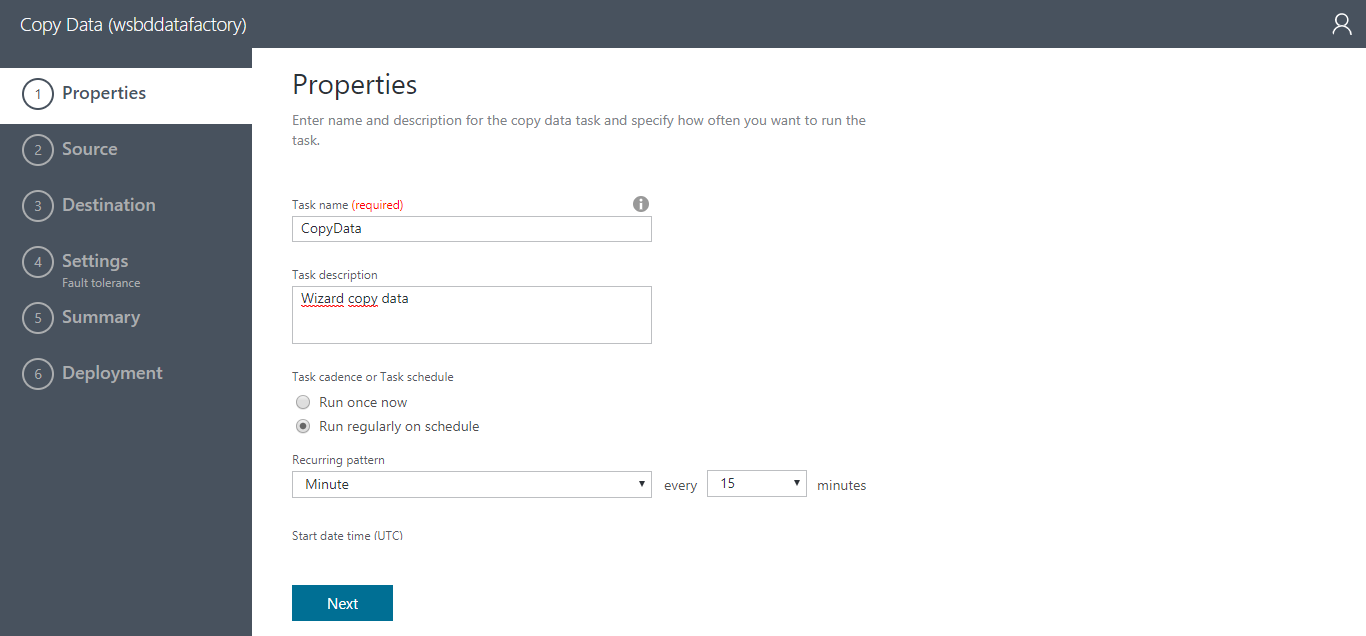 Copy Data (wsbddatafactory)
1 Properties
2 Source
3 Destination
4 Settings
Fault tolerance
5 Summary
6 Deployment
Properties
Enter name and description for the copy data task and specify how often you want to run the
task.
Task name (required)
CopyData
Task description
Wizard copy data
Task cadence or Task schedule
Run once now
Run regularly on schedule
Recurring pattern
Minute every 15 minutes
Start date time (UTC)
Next